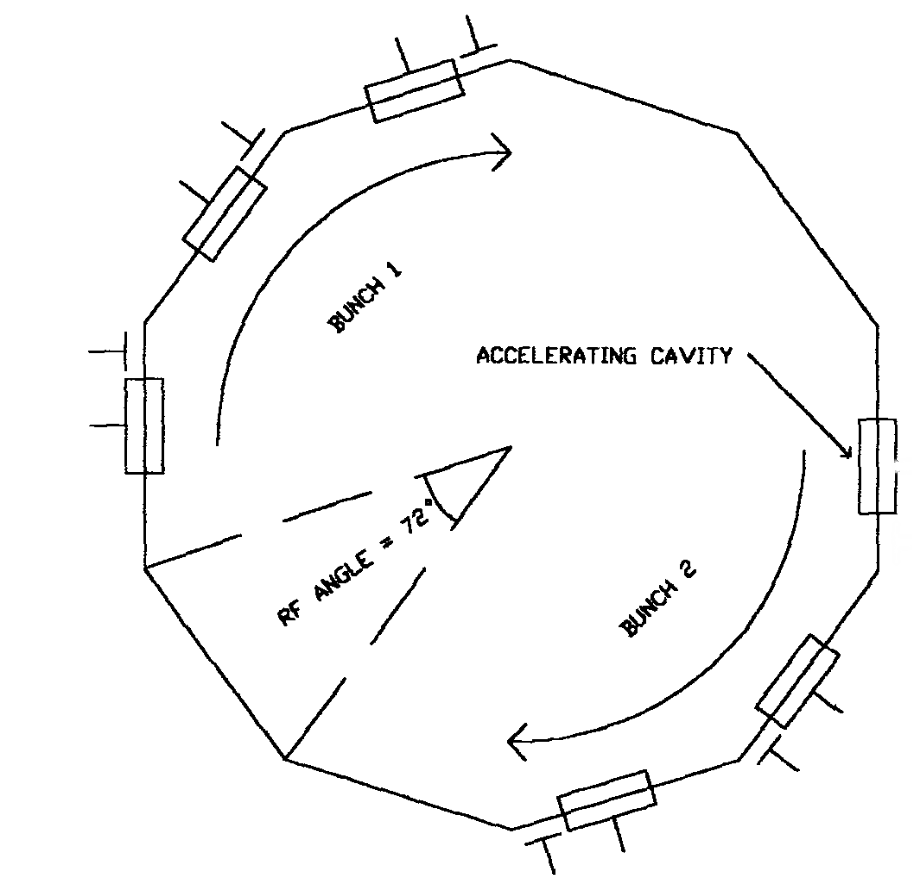 BUNCH 1
ACCELERATING CAVITY
RF ANGLE = 72°
BUNCH 2